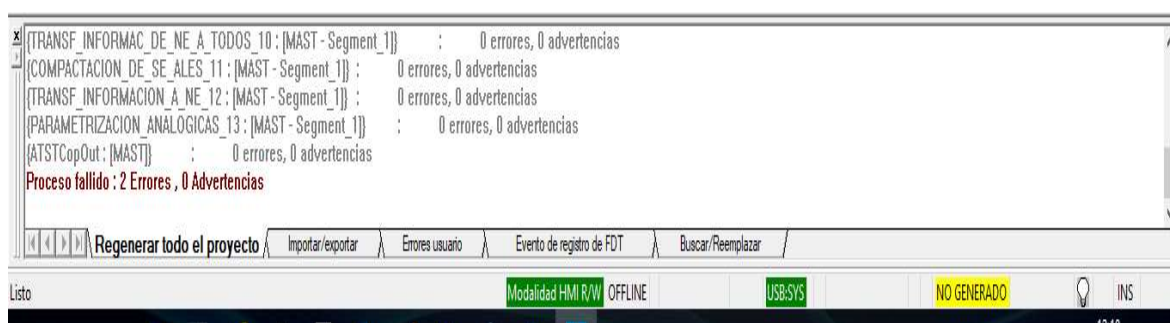 {TRANSF_INFORMAC_DE_NE_A_TODOS_10 : [MAST - Segment_1]} : 0 errores, 0 advertencias
{COMPACTACION_DE_SE_ALES_11 : [MAST - Segment_1]} : 0 errores, 0 advertencias
{TRANSF_INFORMACION_A_NE_12 : [MAST - Segment_1]} : 0 errores, 0 advertencias
{PARAMETRIZACION_ANALOGICAS_13 : [MAST - Segment_1]} : 0 errores, 0 advertencias
{ATSTCopOut : [MAST]} : 0 errores, 0 advertencias
Proceso fallido : 2 Errores , 0 Advertencias
Regenerar todo el proyecto Importar/exportar Errores usuario Evento de registro de FDT Buscar/Reemplazar
Listo Modalidad HMI R/W OFFLINE USB:SYS NO GENERADO INS